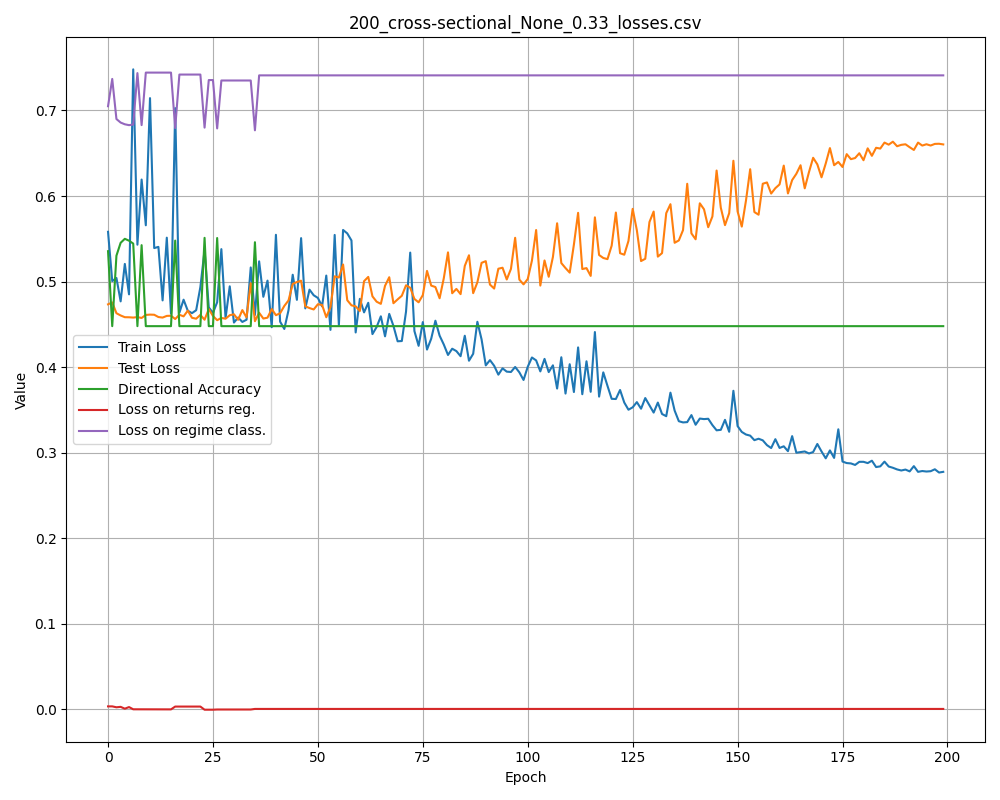 200_cross-sectional_None_0.33_losses.csv
0.7
0.6
0.5
0.4
0.3
0.2
0.1
0.0
Value
Train Loss
Test Loss
Directional Accuracy
Loss on returns reg.
Loss on regime class.
0 25 50 75 100 125 150 175 200
Epoch